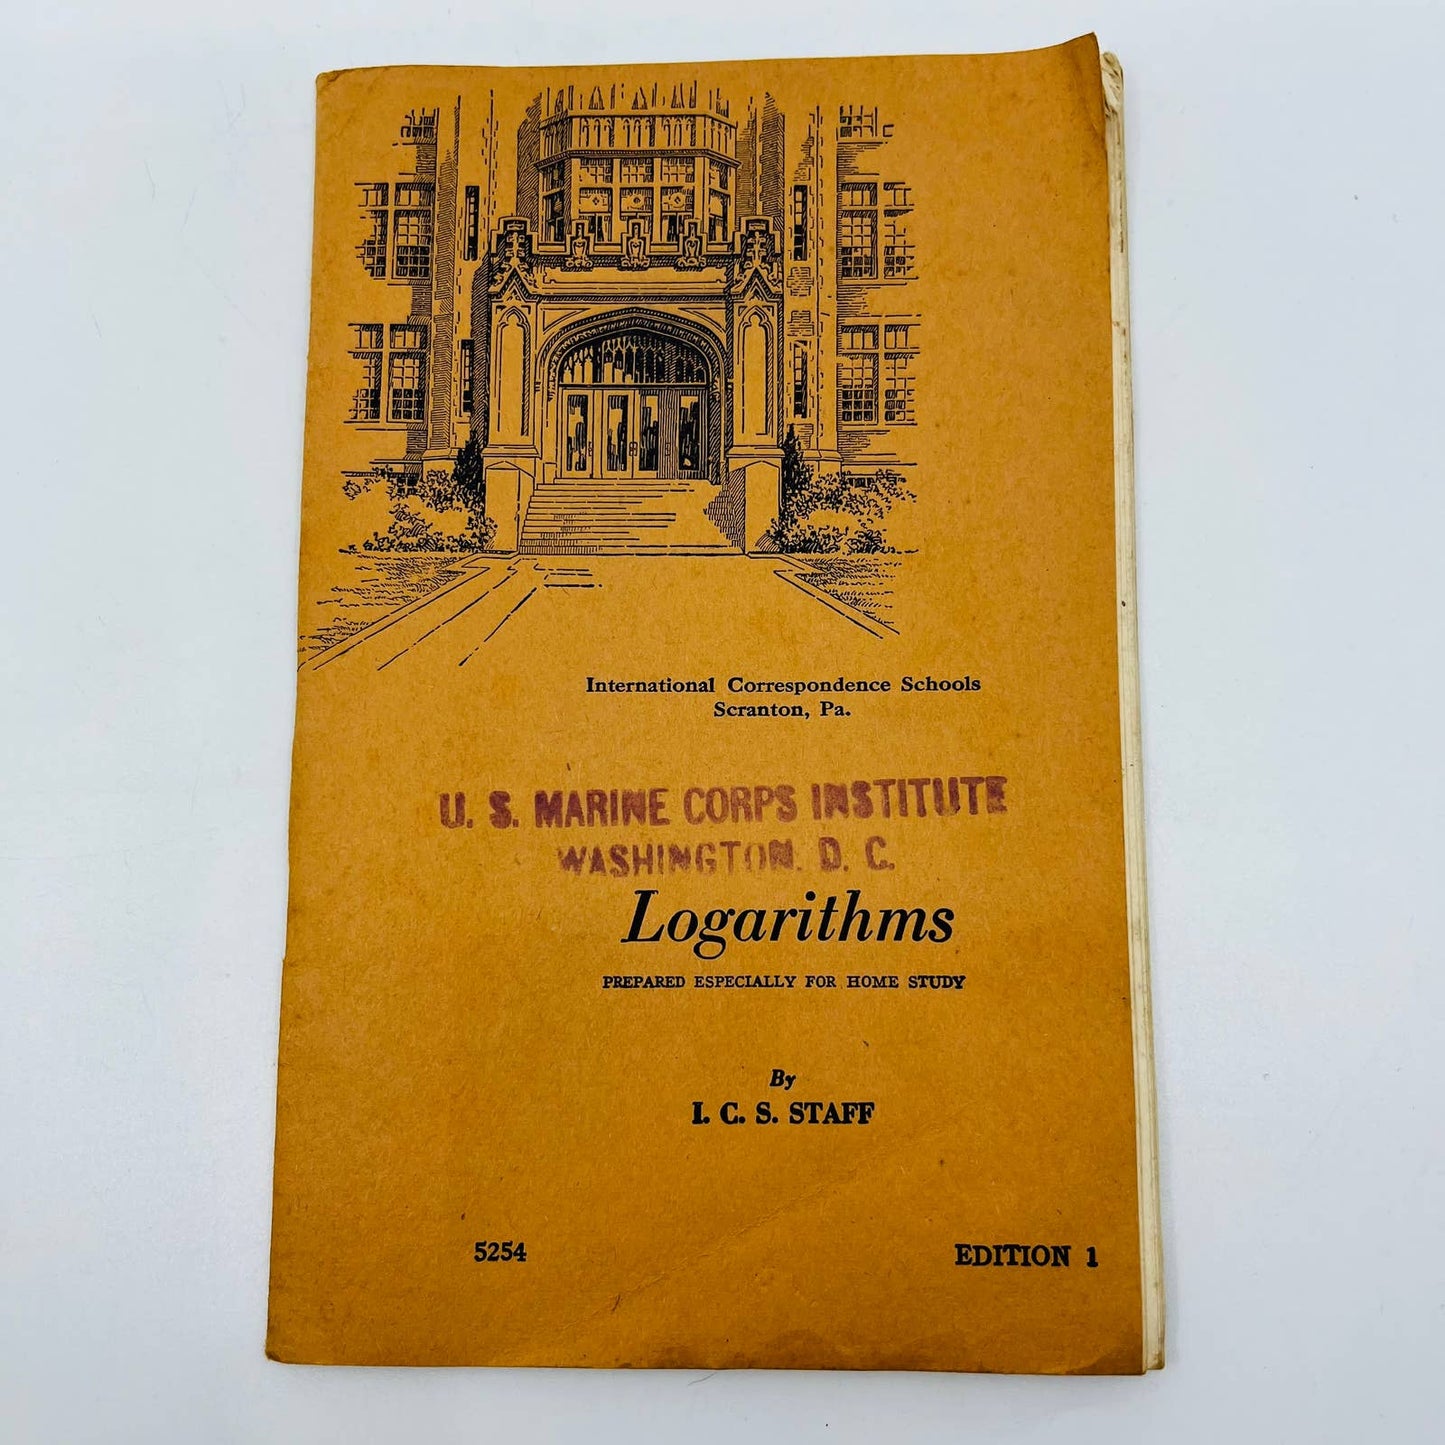 International Correspondence Schools
Scranton, Pa.
U. S. MARINE CORPS INSTITUTE
WASHINGTON. D. C.
Logarithms
PREPARED ESPECIALLY FOR HOME STUDY
By
I. C. S. STAFF
5254 EDITION 1